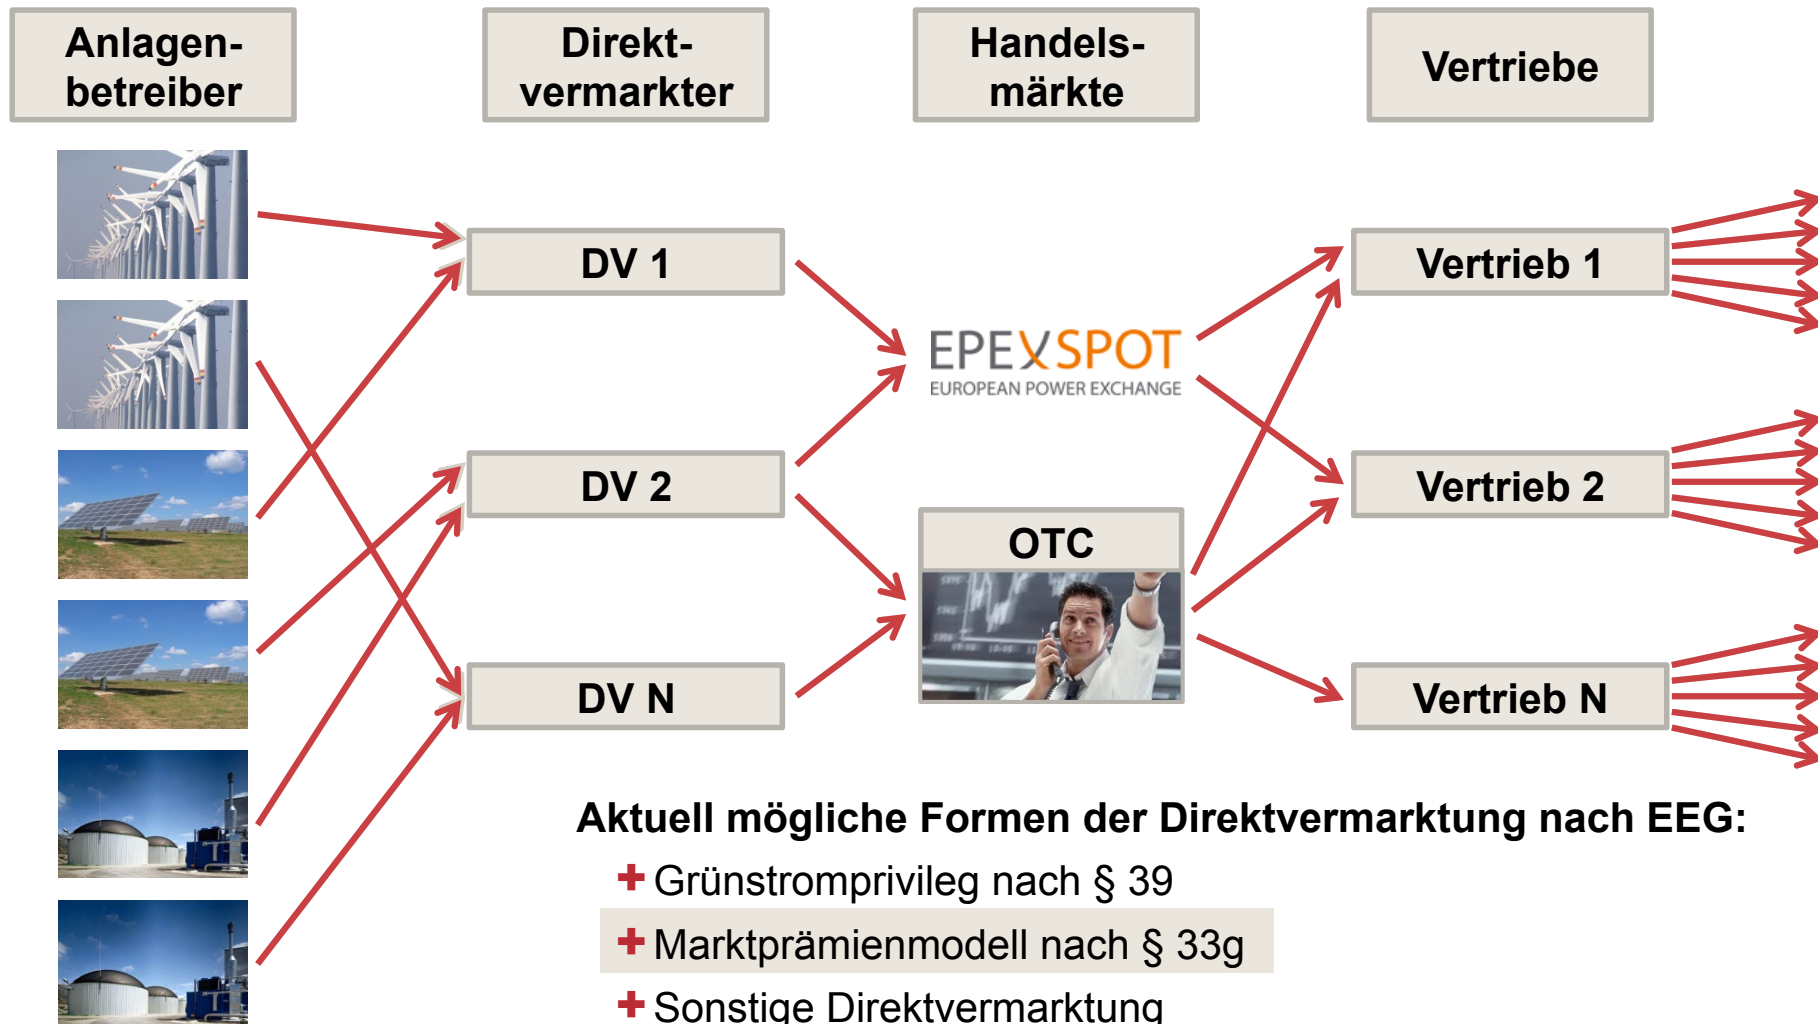 Anlagen-
betreiber
Direkt-
vermarkter
Handels-
märkte
Vertriebe
DV 1
Vertrieb 1
EPEXSPOT
EUROPEAN POWER EXCHANGE
DV 2
Vertrieb 2
OTC
DV N
Vertrieb N
Aktuell mögliche Formen der Direktvermarktung nach EEG:
+ Grünstromprivileg nach § 39
+ Marktprämienmodell nach § 33g
+ Sonstige Direktvermarktung